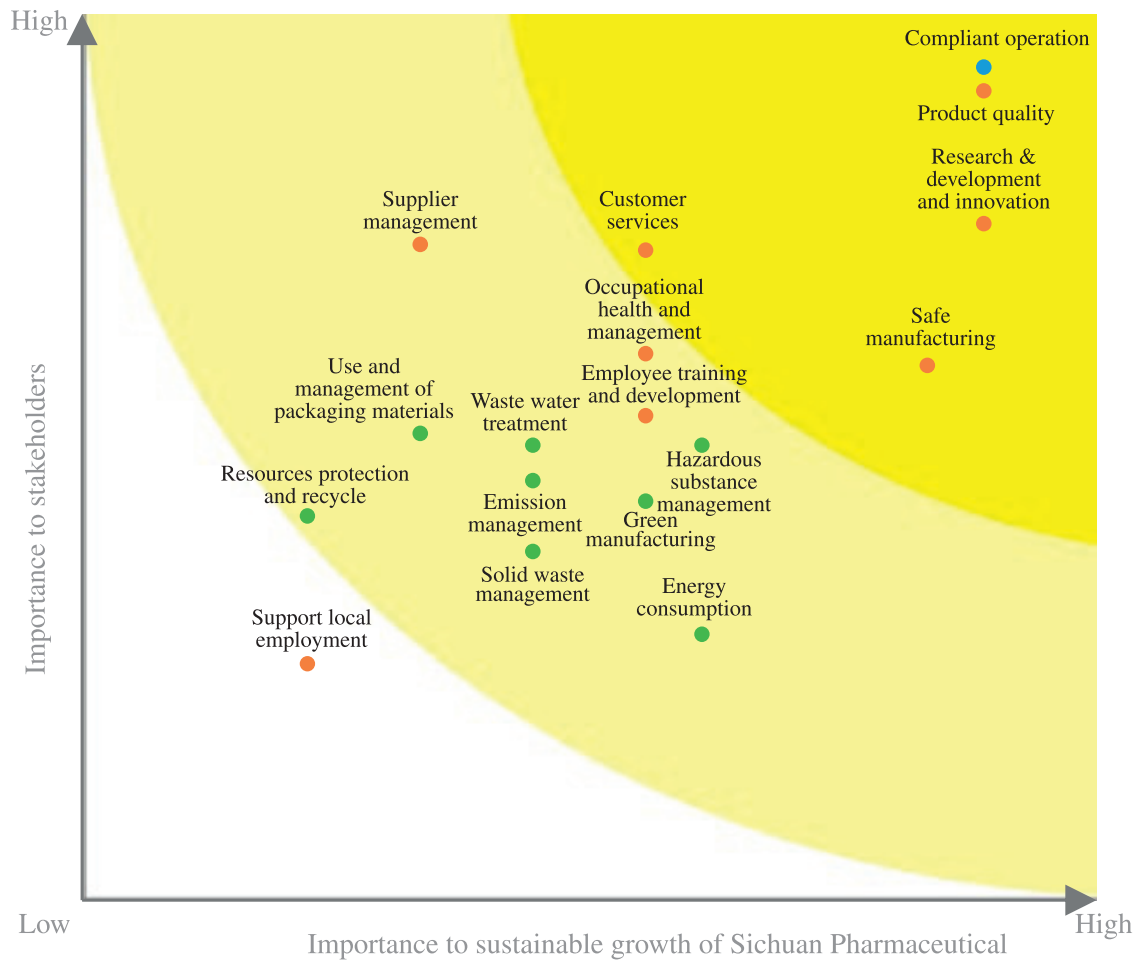 High
Compliant operation
Product quality
Research &
development
and innovation
Supplier
management
Customer
services
Occupational
health and
management
Safe
manufacturing
Use and
management of
packaging materials
Employee training
and development
Waste water
treatment
Hazardous
substance
management
Resources protection
and recycle
Emission
management
Green
manufacturing
Solid waste
management
Energy
consumption
Support local
employment
Importance to stakeholders
Low
High
Importance to sustainable growth of Sichuan Pharmaceutical